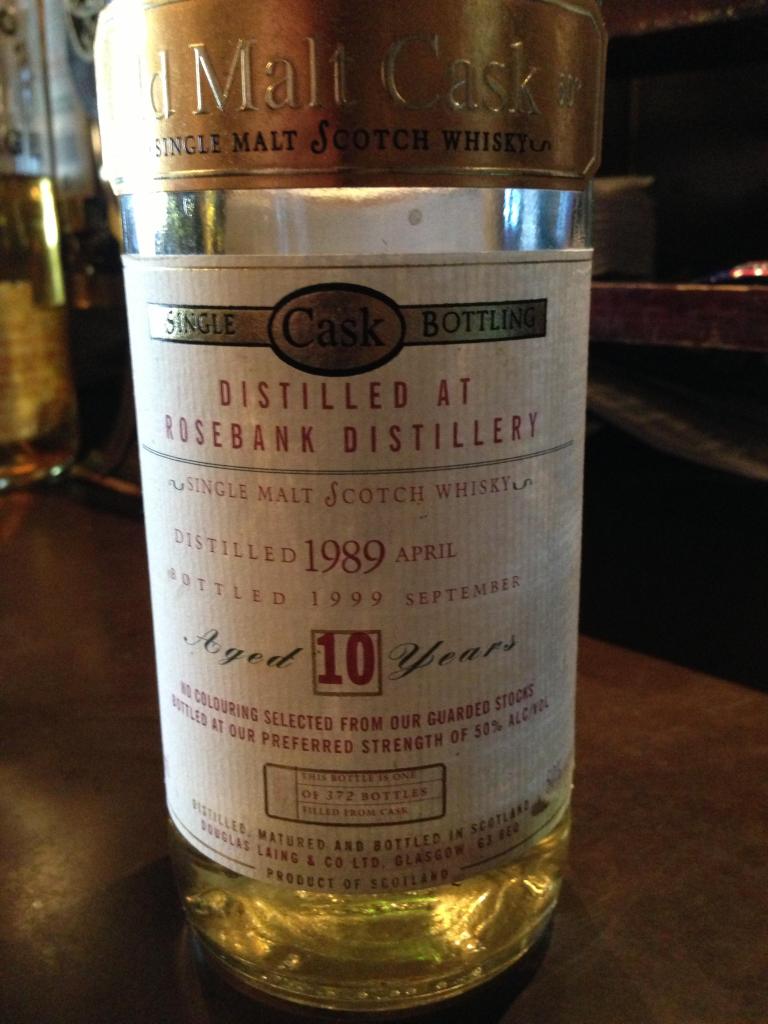 d Malt Cask
SINGLE MALT SCOTCH WHISKY
SINGLE Cask BOTTLING
DISTILLED AT
ROSEBANK DISTILLERY
SINGLE MALT SCOTCH WHISKY
DISTILLED 1989 APRIL
BOTTLED 1999 SEPTEMBER
Aged 10 Years
NO COLOURING SELECTED FROM OUR GUARDED STOCKS
BOTTLED AT OUR PREFERRED STRENGTH OF 50% ALC/VOL
THIS BOTTLE IS ONE
OF 372 BOTTLES
FILLED FROM CASK
DISTILLED, MATURED AND BOTTLED IN SCOTLAND
DOUGLAS LAING & CO LTD, GLASGOW, G3 6EQ
PRODUCT OF SCOTLAND